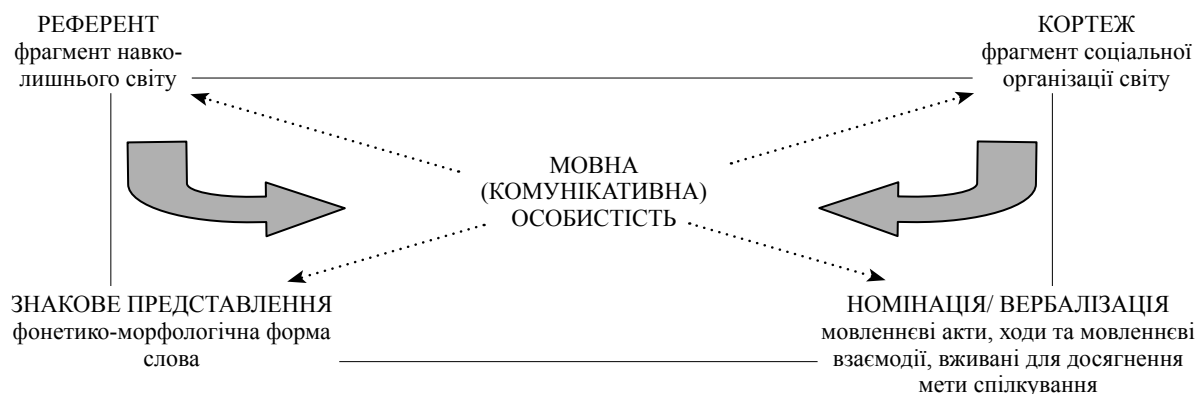 РЕФЕРЕНТ
фрагмент навко-
лишнього світу
КОРТЕЖ
фрагмент соціальної
організації світу
МОВНА
(КОМУНІКАТИВНА)
ОСОБИСТІСТЬ
ЗНАКОВЕ ПРЕДСТАВЛЕННЯ
фонетико-морфологічна форма
слова
НОМІНАЦІЯ/ ВЕРБАЛІЗАЦІЯ
мовленнєві акти, ходи та мовленнєві
взаємодії, вживані для досягнення
мети спілкування